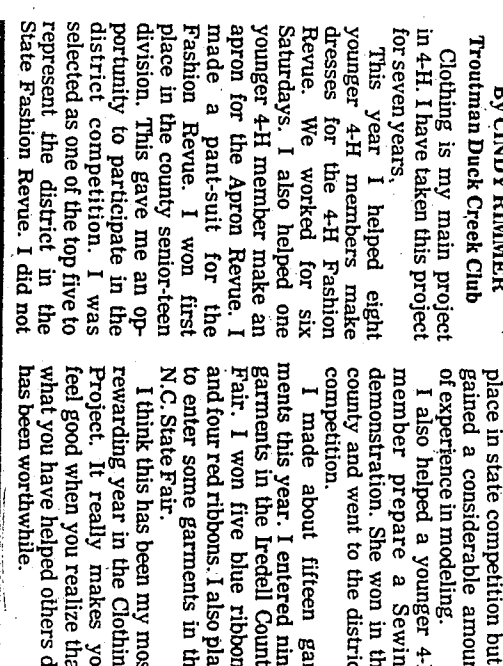 By CINDY RIMMER
Troutman Duck Creek Club
Clothing is my main project
in 4-H. I have taken this project
for seven years.
This year I helped eight
younger 4-H members make
dresses for the 4-H Fashion
Revue. We worked for six
Saturdays. I also helped one
younger 4-H member make an
apron for the Apron Revue. I
made a pant-suit for the
Fashion Revue. I won first
place in the county senior-teen
division. This gave me an op-
portunity to participate in the
district competition. I was
selected as one of the top five to
represent the district in the
State Fashion Revue. I did not
place in state competition but
gained a considerable amoun
of experience in modeling.
I also helped a younger 4-
member prepare a Sewin
demonstration. She won in th
county and went to the distric
competition.
I made about fifteen ga
ments this year. I entered nin
garments in the Iredell Count
Fair. I won five blue ribbon
and four red ribbons. I also pla
to enter some garments in th
N.C. State Fair.
I think this has been my mos
rewarding year in the Clothin
Project. It really makes yo
feel good when you realize tha
what you have helped others d
has been worthwhile.